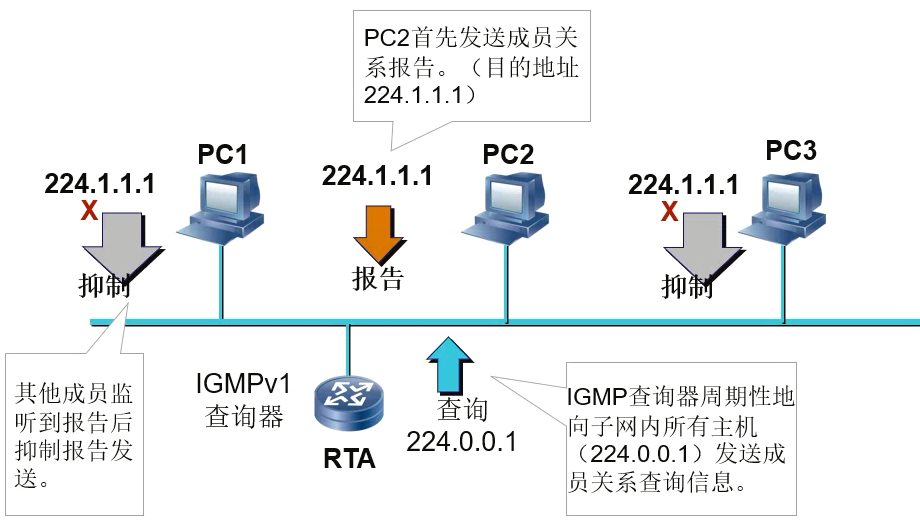 PC2首先发送成员关
系报告。（目的地址
224.1.1.1）
PC1
PC2
PC3
224.1.1.1
X
224.1.1.1
224.1.1.1
X
抑制
报告
抑制
其他成员监
听到报告后
抑制报告发
送。
IGMPv1
查询器
RTA
查询
224.0.0.1
IGMP查询器周期性地
向子网内所有主机
（224.0.0.1）发送成
员关系查询信息。